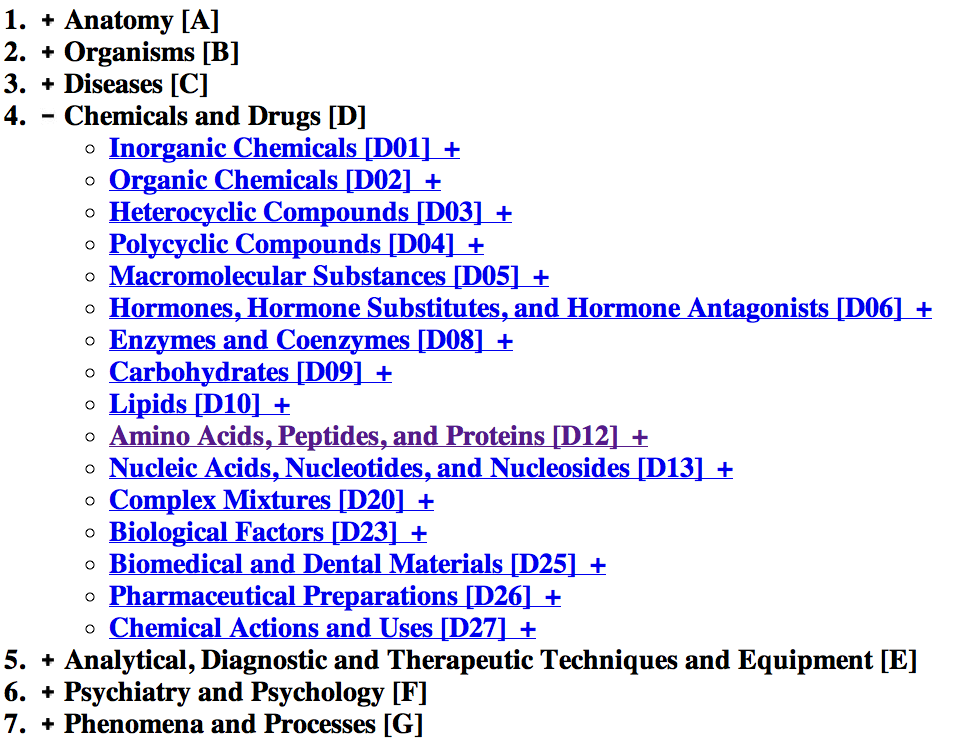 1. + Anatomy [A]
2. + Organisms [B]
3. + Diseases [C]
4. − Chemicals and Drugs [D]
◦ Inorganic Chemicals [D01] +
◦ Organic Chemicals [D02] +
◦ Heterocyclic Compounds [D03] +
◦ Polycyclic Compounds [D04] +
◦ Macromolecular Substances [D05] +
◦ Hormones, Hormone Substitutes, and Hormone Antagonists [D06] +
◦ Enzymes and Coenzymes [D08] +
◦ Carbohydrates [D09] +
◦ Lipids [D10] +
◦ Amino Acids, Peptides, and Proteins [D12] +
◦ Nucleic Acids, Nucleotides, and Nucleosides [D13] +
◦ Complex Mixtures [D20] +
◦ Biological Factors [D23] +
◦ Biomedical and Dental Materials [D25] +
◦ Pharmaceutical Preparations [D26] +
◦ Chemical Actions and Uses [D27] +
5. + Analytical, Diagnostic and Therapeutic Techniques and Equipment [E]
6. + Psychiatry and Psychology [F]
7. + Phenomena and Processes [G]